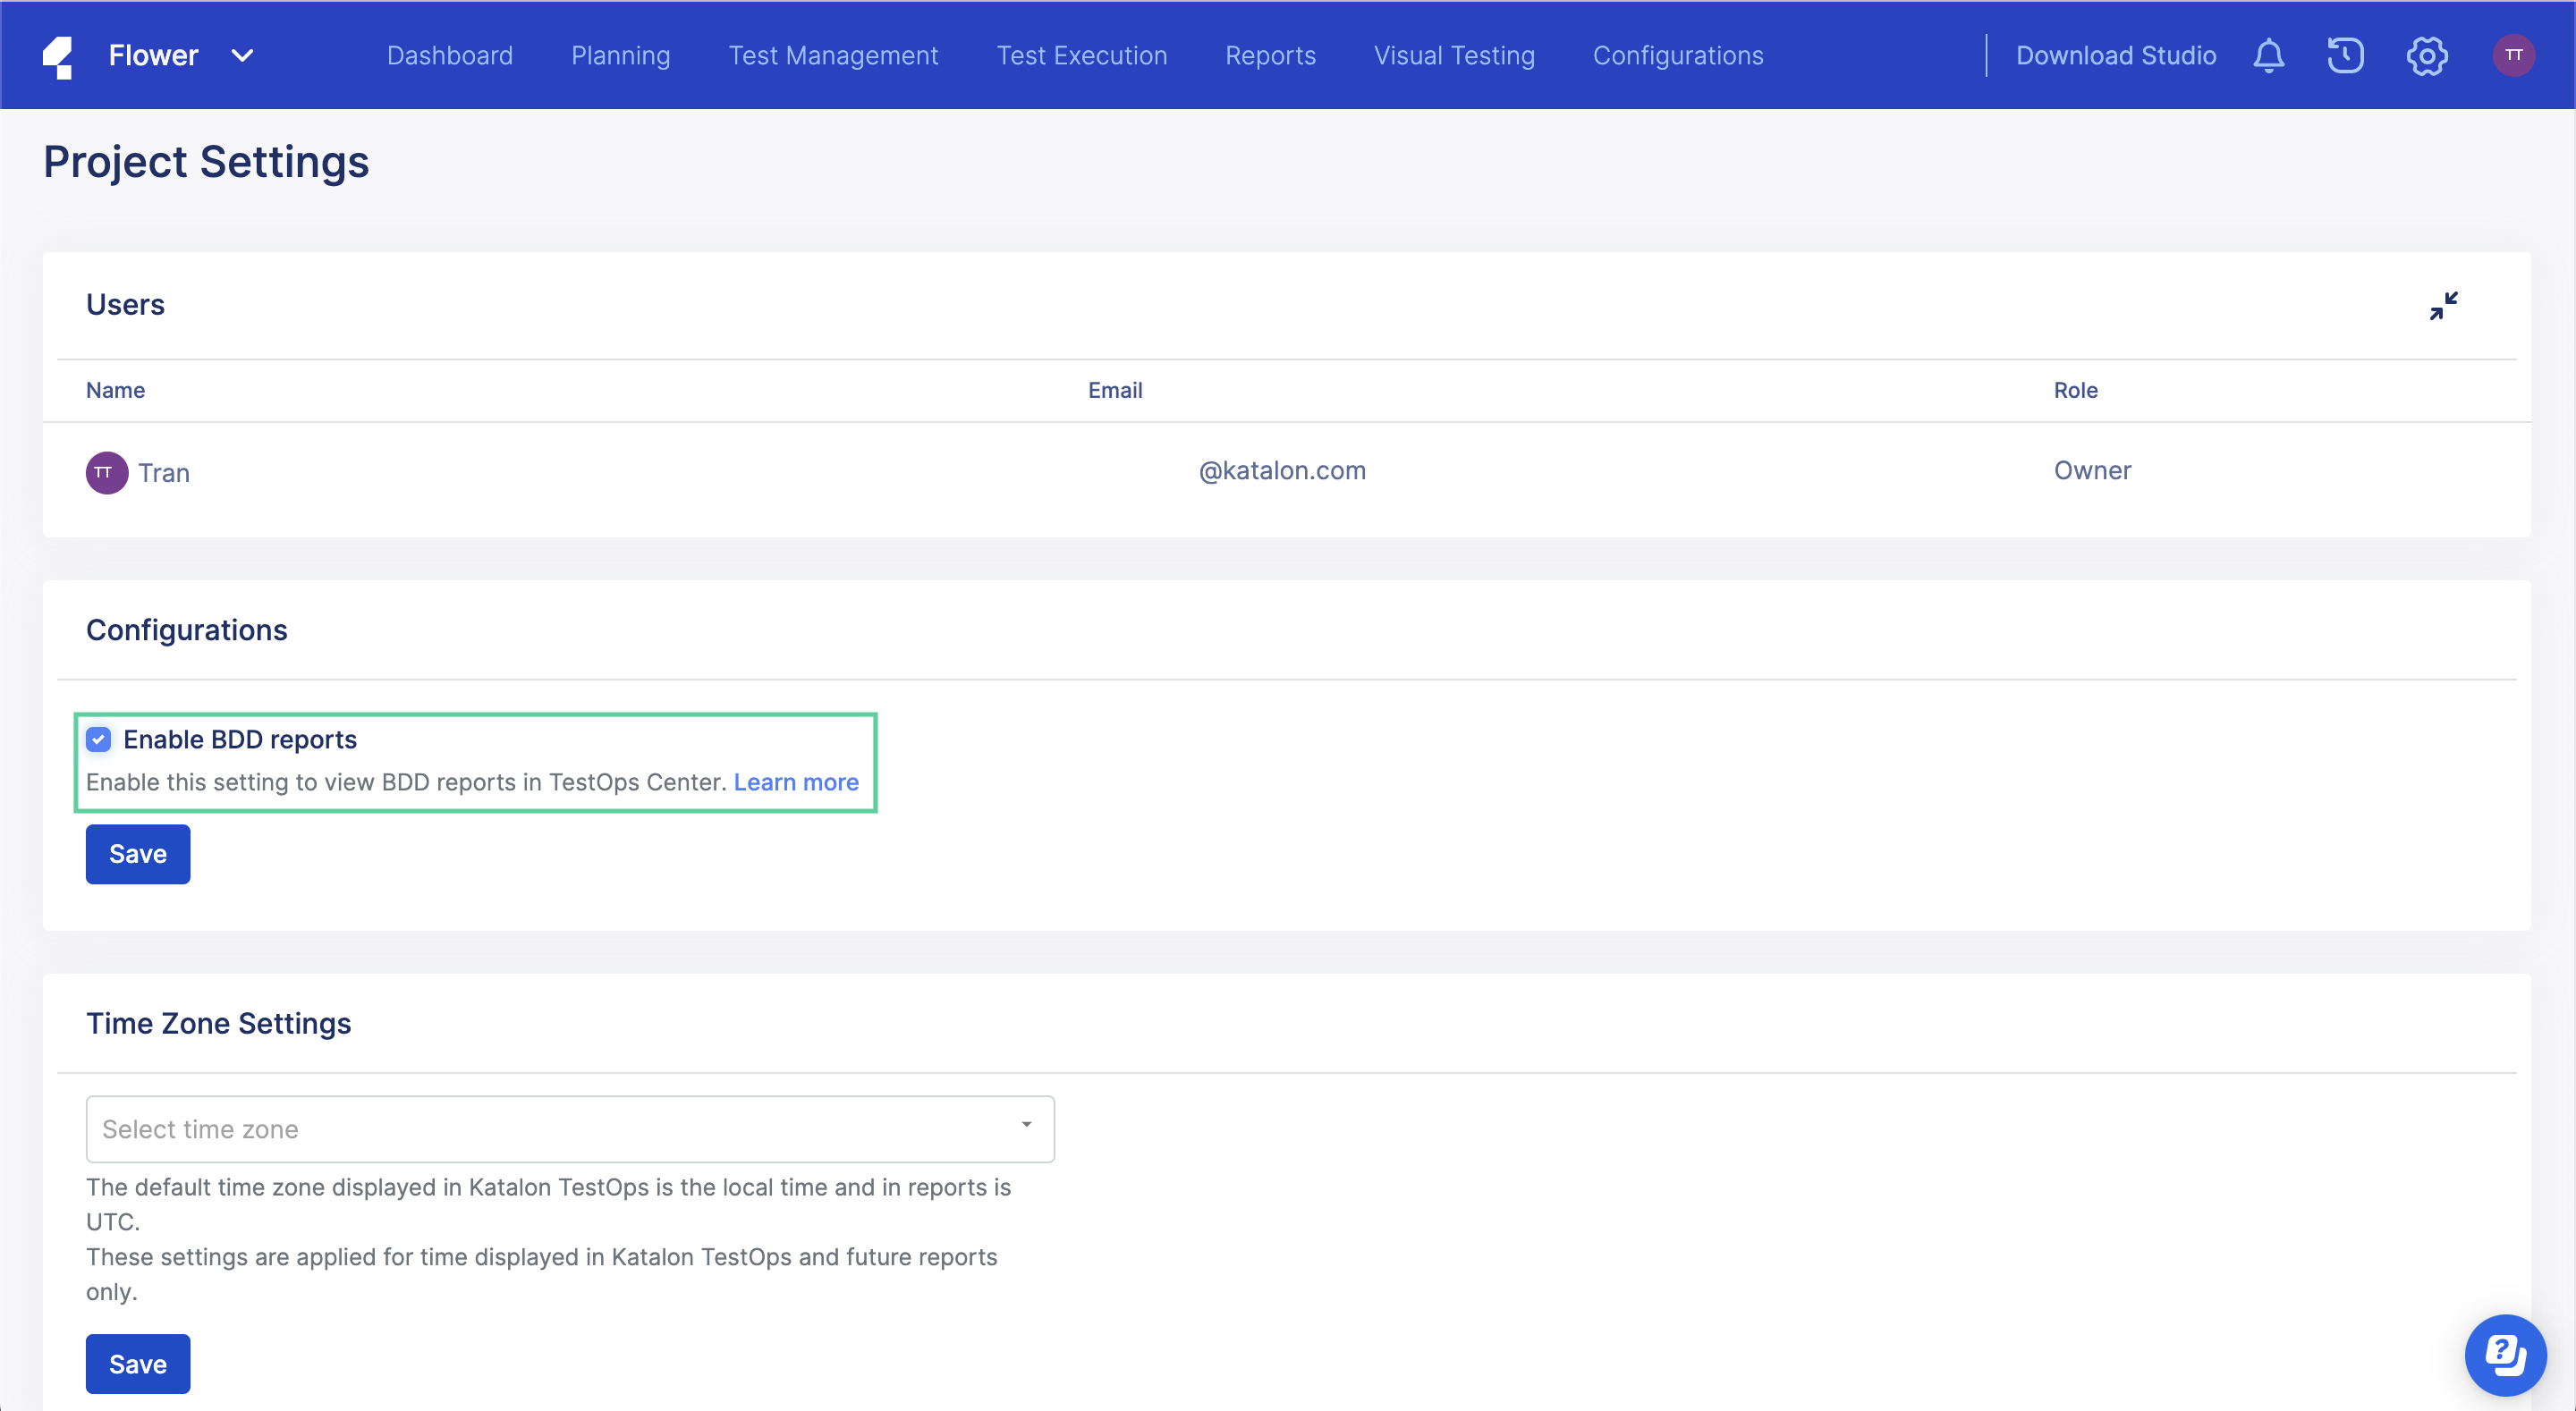 Flower Dashboard Planning Test Management Test Execution Reports Visual Testing Configurations Download Studio TT
Project Settings
Users
Name Email Role
TT Tran @katalon.com Owner
Configurations
Enable BDD reports
Enable this setting to view BDD reports in TestOps Center. Learn more
Save
Time Zone Settings
Select time zone
The default time zone displayed in Katalon TestOps is the local time and in reports is
UTC.
These settings are applied for time displayed in Katalon TestOps and future reports
only.
Save
?